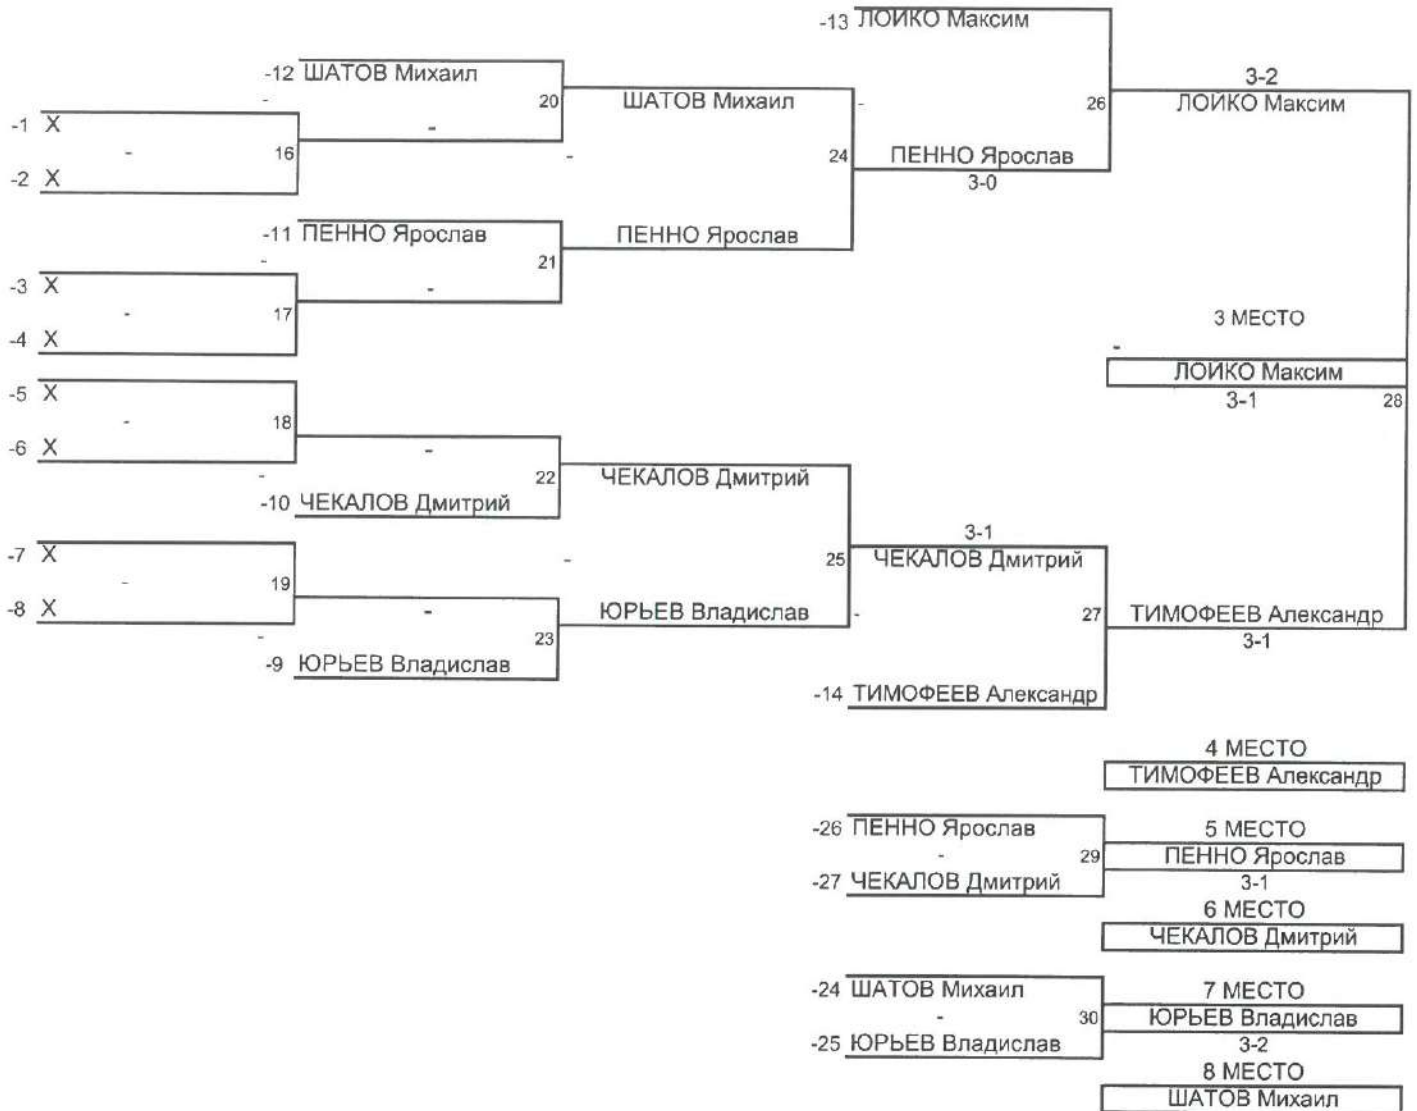 -13 ЛОЙКО Максим
-12 ШАТОВ Михаил
3-2
20 ШАТОВ Михаил - 26 ЛОЙКО Максим
-
-1 X
-
- 16
24 ПЕННО Ярослав
-
-2 X
3-0
-11 ПЕННО Ярослав
ПЕННО Ярослав
- 21
-3 X
-
- 17
3 МЕСТО
-4 X
-
ЛОЙКО Максим
-5 X
3-1 28
- 18
-6 X
-
- 22 ЧЕКАЛОВ Дмитрий
-10 ЧЕКАЛОВ Дмитрий
3-1
-7 X
- 25 ЧЕКАЛОВ Дмитрий
- 19
-8 X
-
ЮРЬЕВ Владислав - 27 ТИМОФЕЕВ Александр
- 23
3-1
-9 ЮРЬЕВ Владислав
-14 ТИМОФЕЕВ Александр
4 МЕСТО
ТИМОФЕЕВ Александр
-26 ПЕННО Ярослав
5 МЕСТО
- 29 ПЕННО Ярослав
-27 ЧЕКАЛОВ Дмитрий
3-1
6 МЕСТО
ЧЕКАЛОВ Дмитрий
-24 ШАТОВ Михаил
7 МЕСТО
- 30 ЮРЬЕВ Владислав
-25 ЮРЬЕВ Владислав
3-2
8 МЕСТО
ШАТОВ Михаил